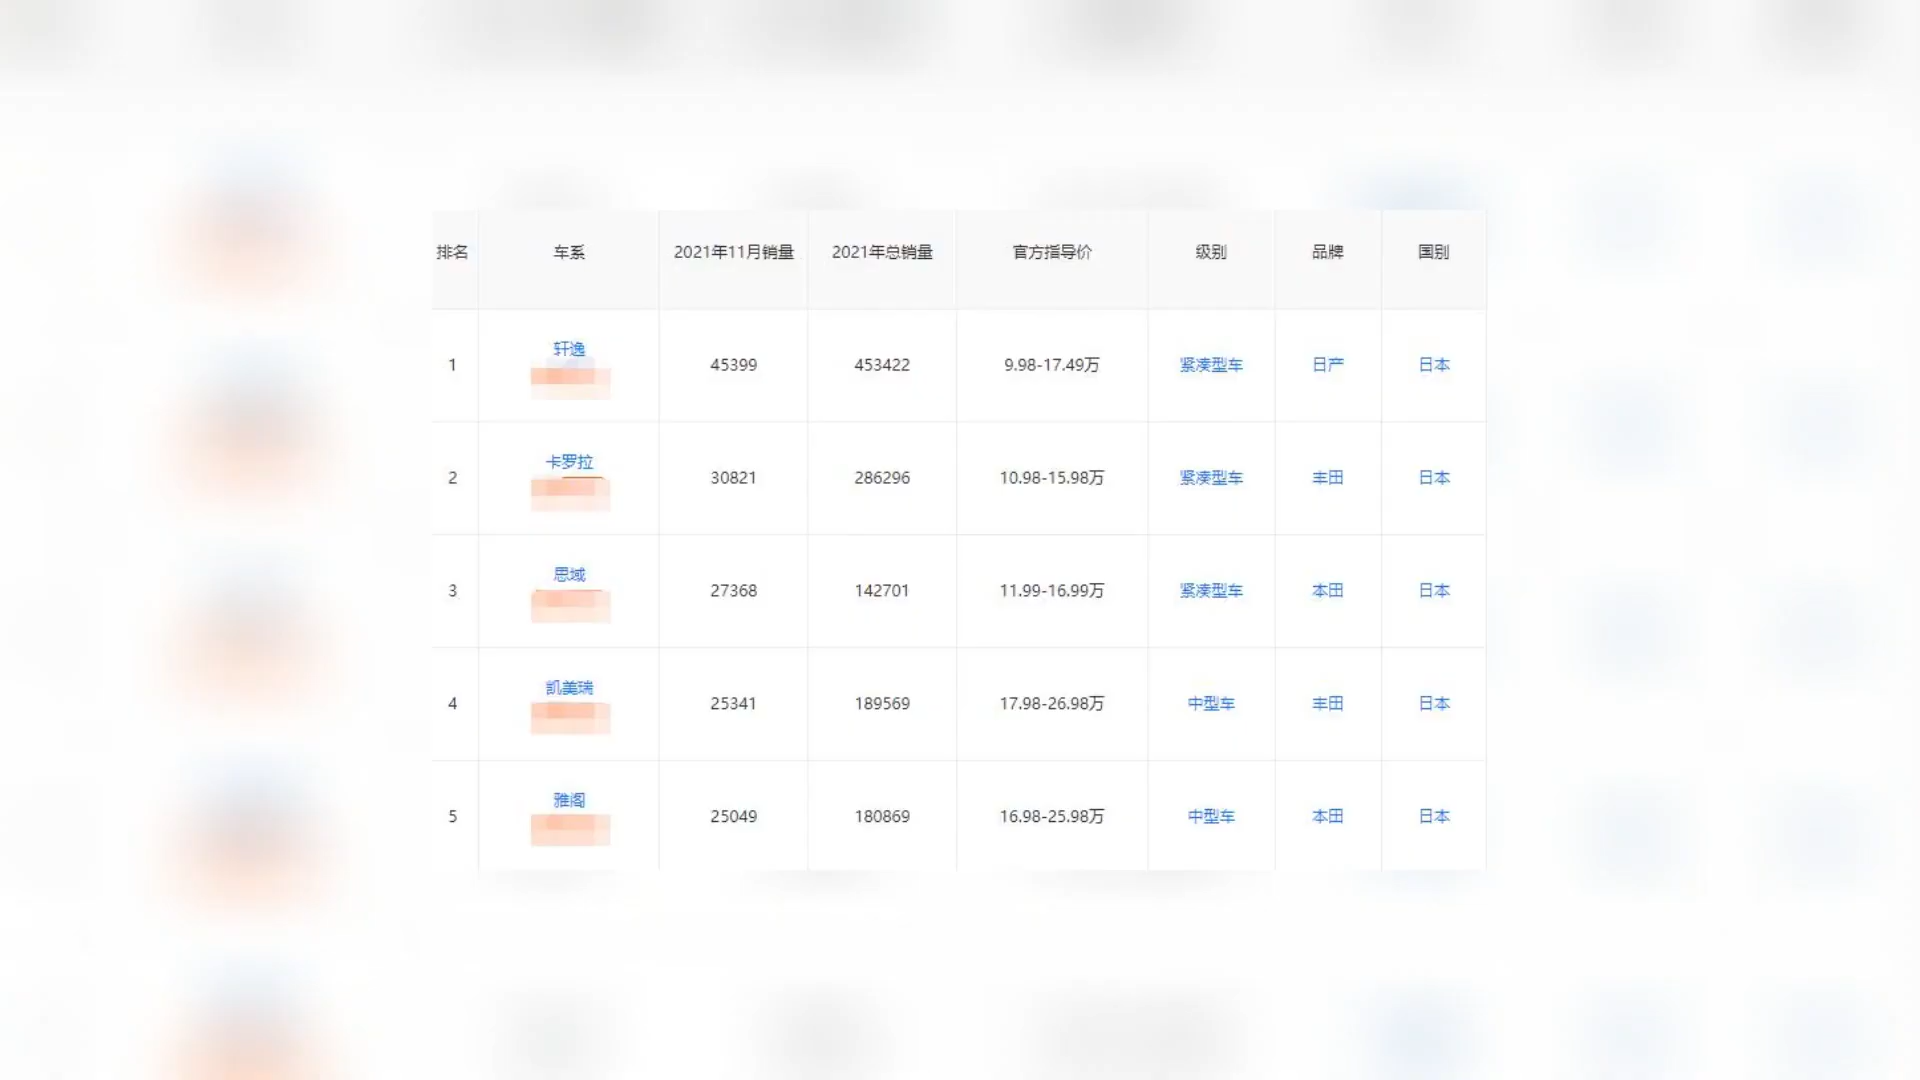 排名 车系 2021年11月销量 2021年总销量 官方指导价 级别 品牌 国别
1 轩逸 45399 453422 9.98-17.49万 紧凑型车 日产 日本
2 卡罗拉 30821 286296 10.98-15.98万 紧凑型车 丰田 日本
3 思域 27368 142701 11.99-16.99万 紧凑型车 本田 日本
4 凯美瑞 25341 189569 17.98-26.98万 中型车 丰田 日本
5 雅阁 25049 180869 16.98-25.98万 中型车 本田 日本